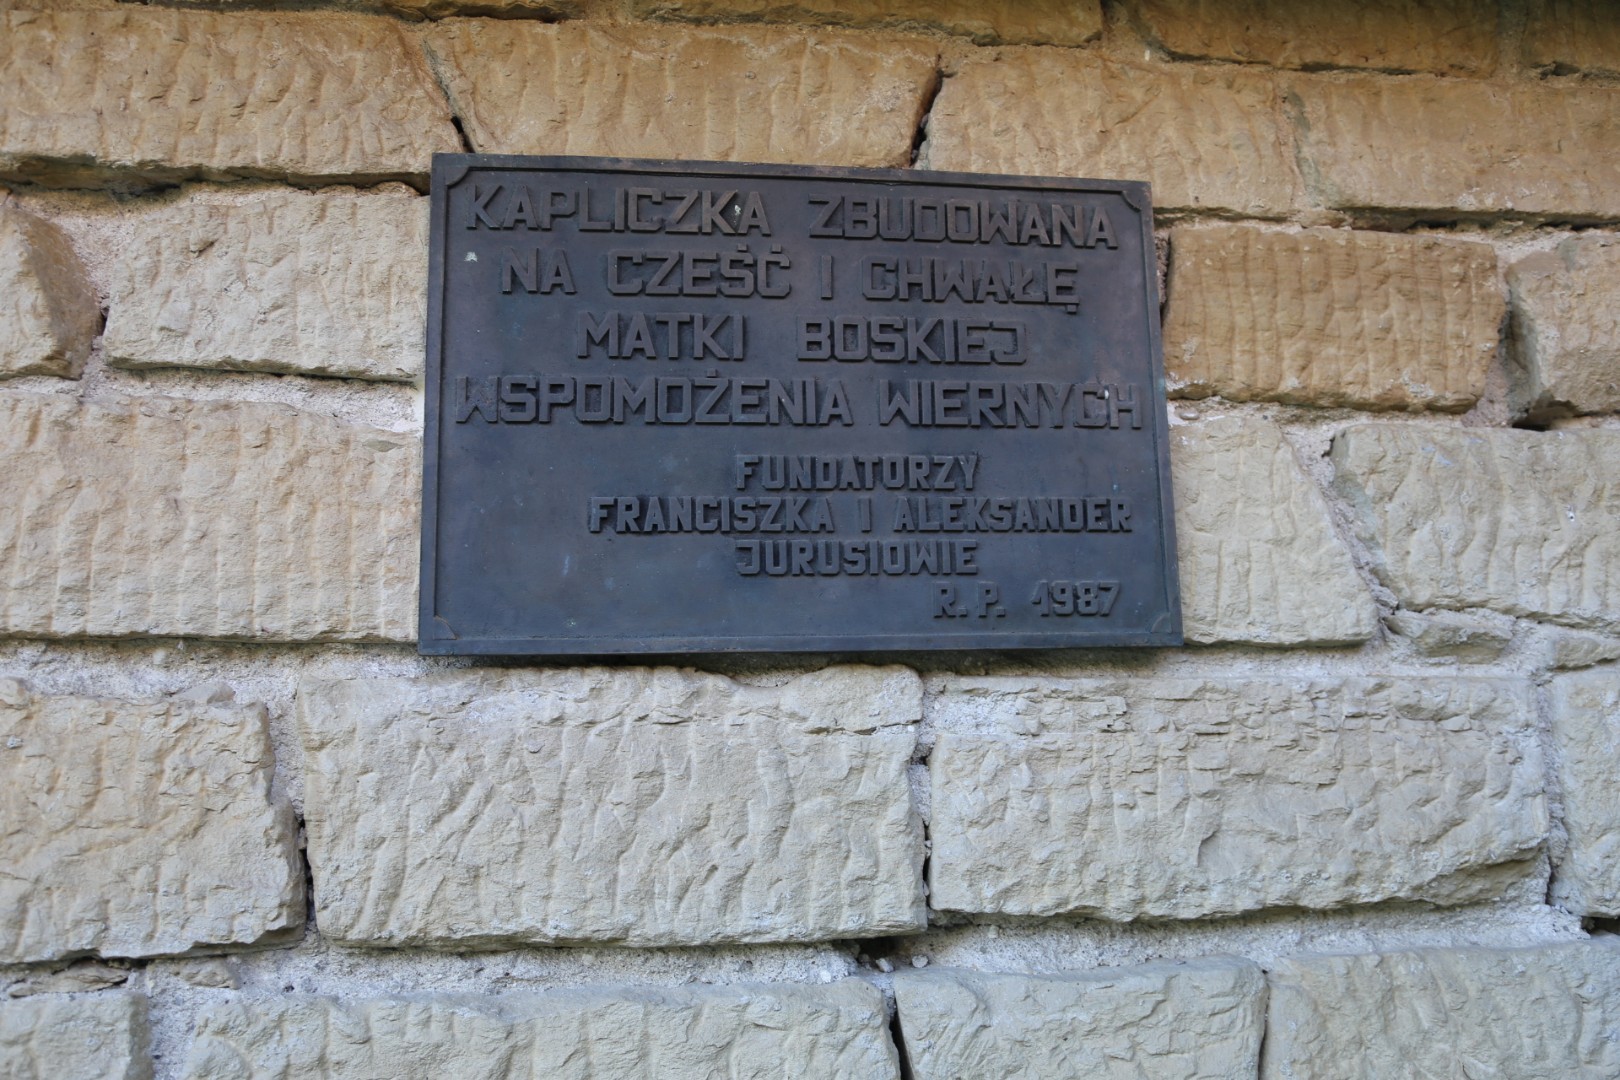 KAPLICZKA ZBUDOWANA
NA CZEŚĆ I CHWAŁĘ
MATKI BOSKIEJ
WSPOMOŻENIA WIERNYCH
FUNDATORZY
FRANCISZKA I ALEKSANDER
JURUSIOWIE
R. P. 1987